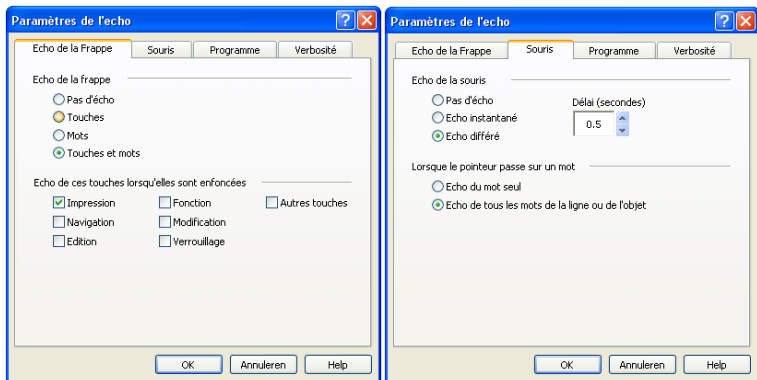 Paramètres de l'echo
Echo de la Frappe Souris Programme Verbosité
Echo de la frappe
Pas d'écho
Touches
Mots
Touches et mots
Echo de ces touches lorsqu'elles sont enfoncées
Impression Fonction Autres touches
Navigation Modification
Edition Verrouillage
OK Annuleren Help
Paramètres de l'echo
Echo de la Frappe Souris Programme Verbosité
Echo de la souris
Pas d'écho Délai (secondes)
Echo instantané 0.5
Echo différé
Lorsque le pointeur passe sur un mot
Echo du mot seul
Echo de tous les mots de la ligne ou de l'objet
OK Annuleren Help